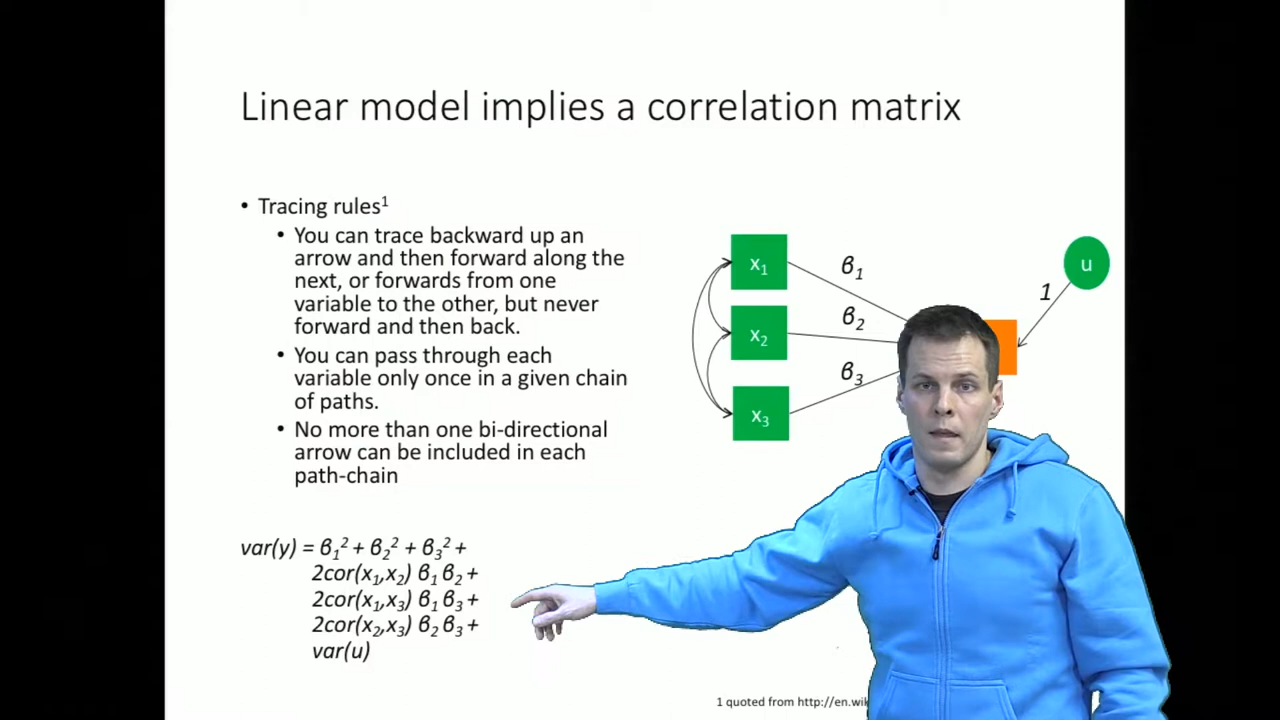 Linear model implies a correlation matrix
• Tracing rules¹
• You can trace backward up an
arrow and then forward along the
next, or forwards from one
variable to the other, but never
forward and then back.
• You can pass through each
variable only once in a given chain
of paths.
• No more than one bi-directional
arrow can be included in each
path-chain
x₁
x₂
x₃
β₁
β₂
β₃
1
u
var(y) = β₁² + β₂² + β₃² +
2cor(x₁,x₂) β₁ β₂ +
2cor(x₁,x₃) β₁ β₃ +
2cor(x₂,x₃) β₂ β₃ +
var(u)
1 quoted from http://en.wik